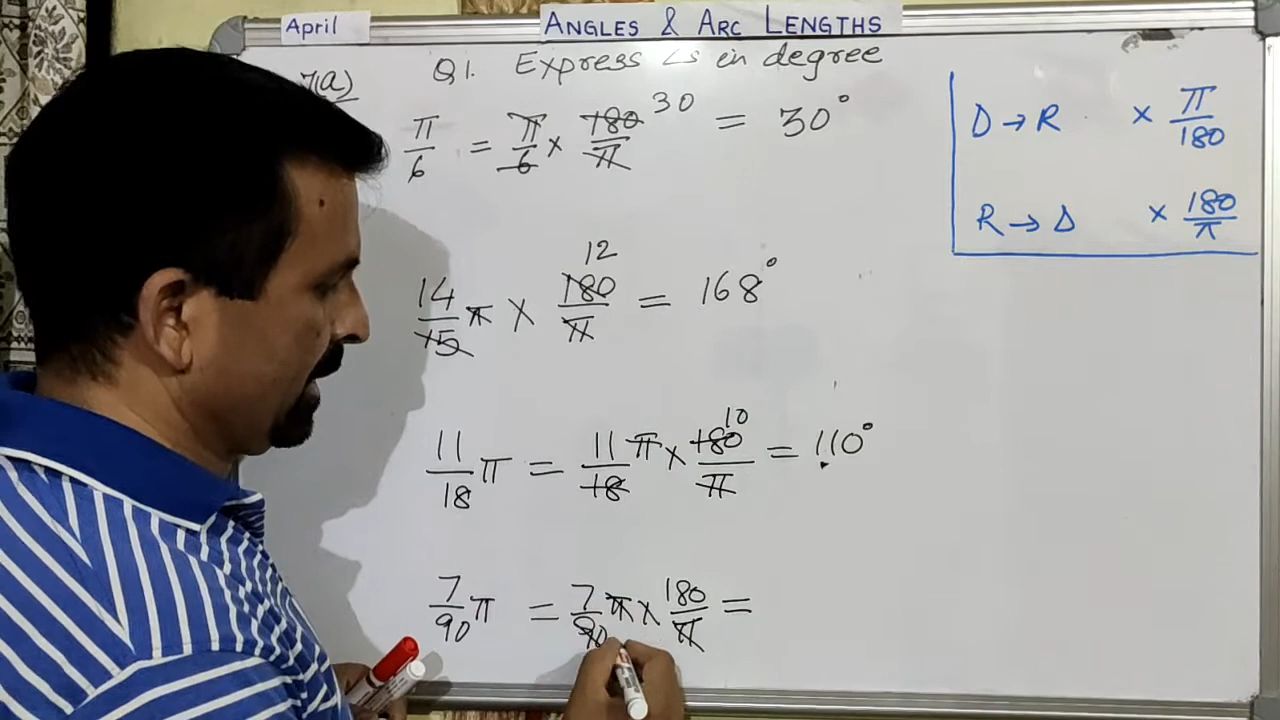 April
ANGLES & ARC LENGTHS
7(a)
Q1. Express ∠s in degree
π/6 = π/6 × 180/π 30 = 30°
14/15 π × 180/π 12 = 168°
11/18 π = 11/18 π × 180/π 10 = 110°
7/90 π = 7/90 π × 180/π =
D → R × π/180
R → D × 180/π